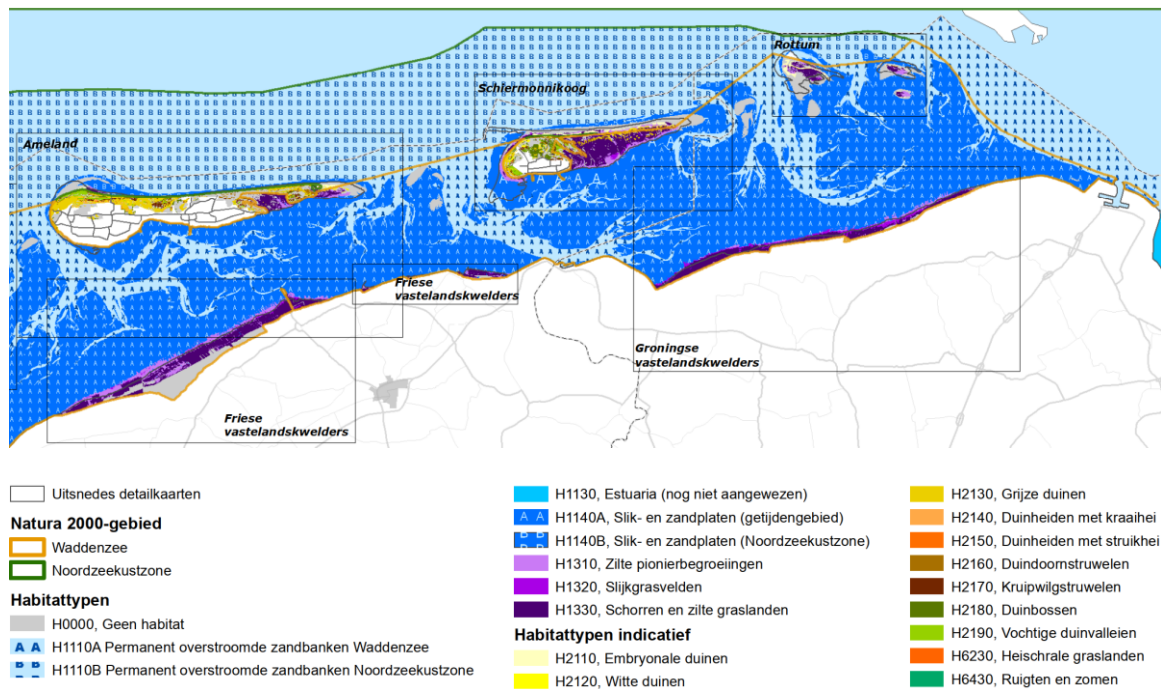 Rottum
Schiermonnikoog
Ameland
Friese
vastelandskwelders
Groningse
vastelandskwelders
Friese
vastelandskwelders
Uitsnedes detailkaarten
Natura 2000-gebied
Waddenzee
Noordzeekustzone
Habitattypen
H0000, Geen habitat
A A H1110A Permanent overstroomde zandbanken Waddenzee
B B H1110B Permanent overstroomde zandbanken Noordzeekustzone
H1130, Estuaria (nog niet aangewezen)
A A H1140A, Slik- en zandplaten (getijdengebied)
B B H1140B, Slik- en zandplaten (Noordzeekustzone)
H1310, Zilte pionierbegroeiingen
H1320, Slijkgrasvelden
H1330, Schorren en zilte graslanden
Habitattypen indicatief
H2110, Embryonale duinen
H2120, Witte duinen
H2130, Grijze duinen
H2140, Duinheiden met kraaihei
H2150, Duinheiden met struikhei
H2160, Duindoornstruwelen
H2170, Kruipwilgstruwelen
H2180, Duinbossen
H2190, Vochtige duinvalleien
H6230, Heischrale graslanden
H6430, Ruigten en zomen